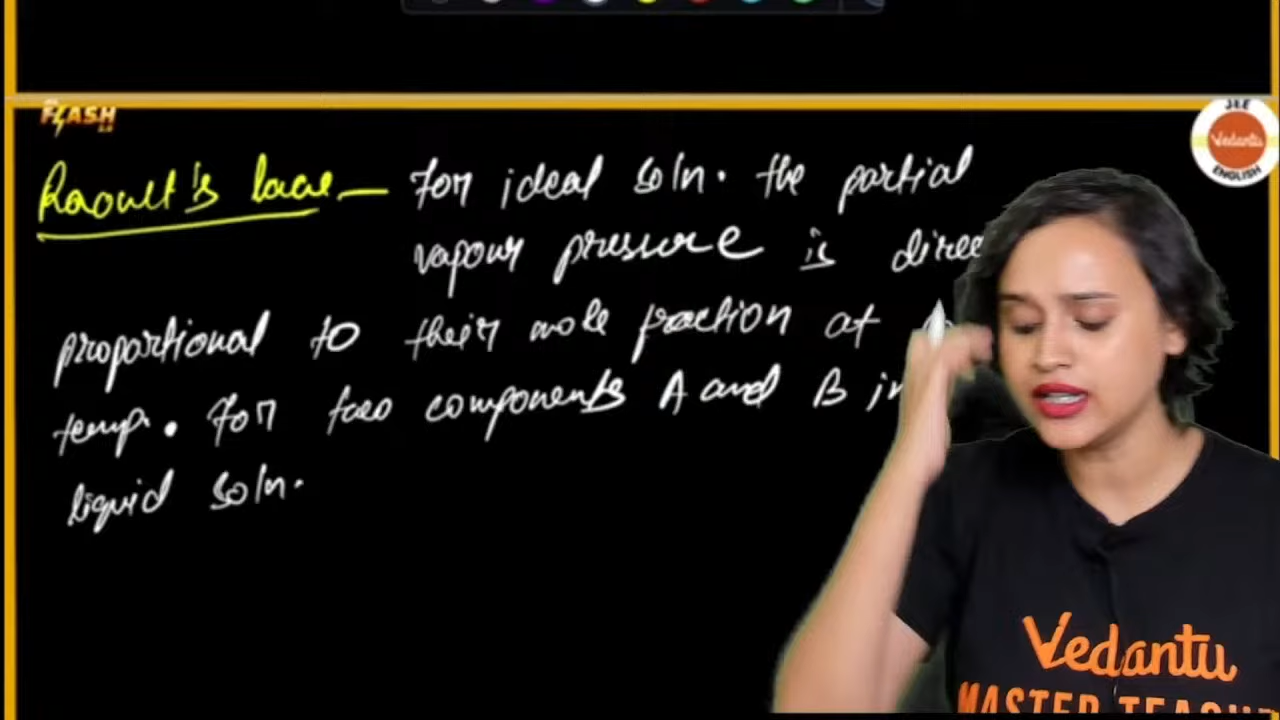 FLASH
JEE
Vedantu
ENGLISH
Raoult's law — For ideal soln. the partial
vapour pressure is direc
proportional to their mole fraction at
temp. For two components A and B in
liquid soln.
Vedantu
MASTER TEACHE